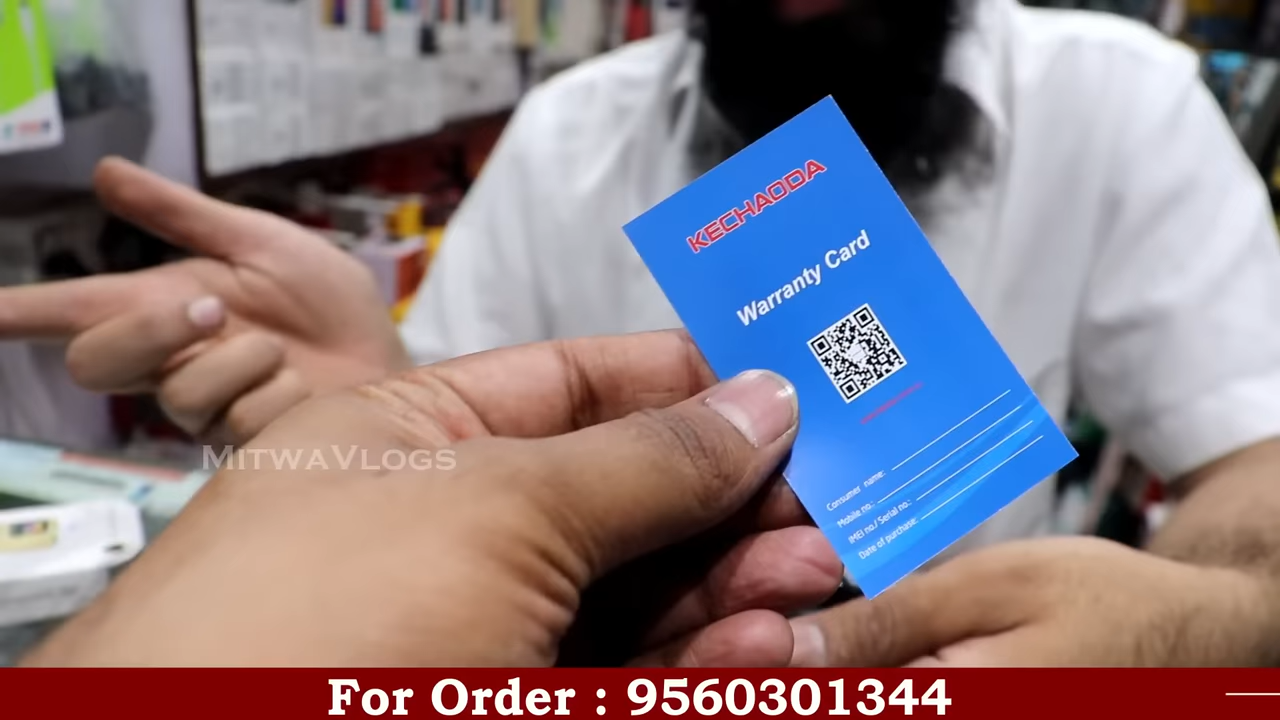 KECHAODA
Warranty Card
Consumer name:
Mobile no.:
IMEI no./ Serial no.:
Date of purchase:
MITWAVLOGS
For Order : 9560301344